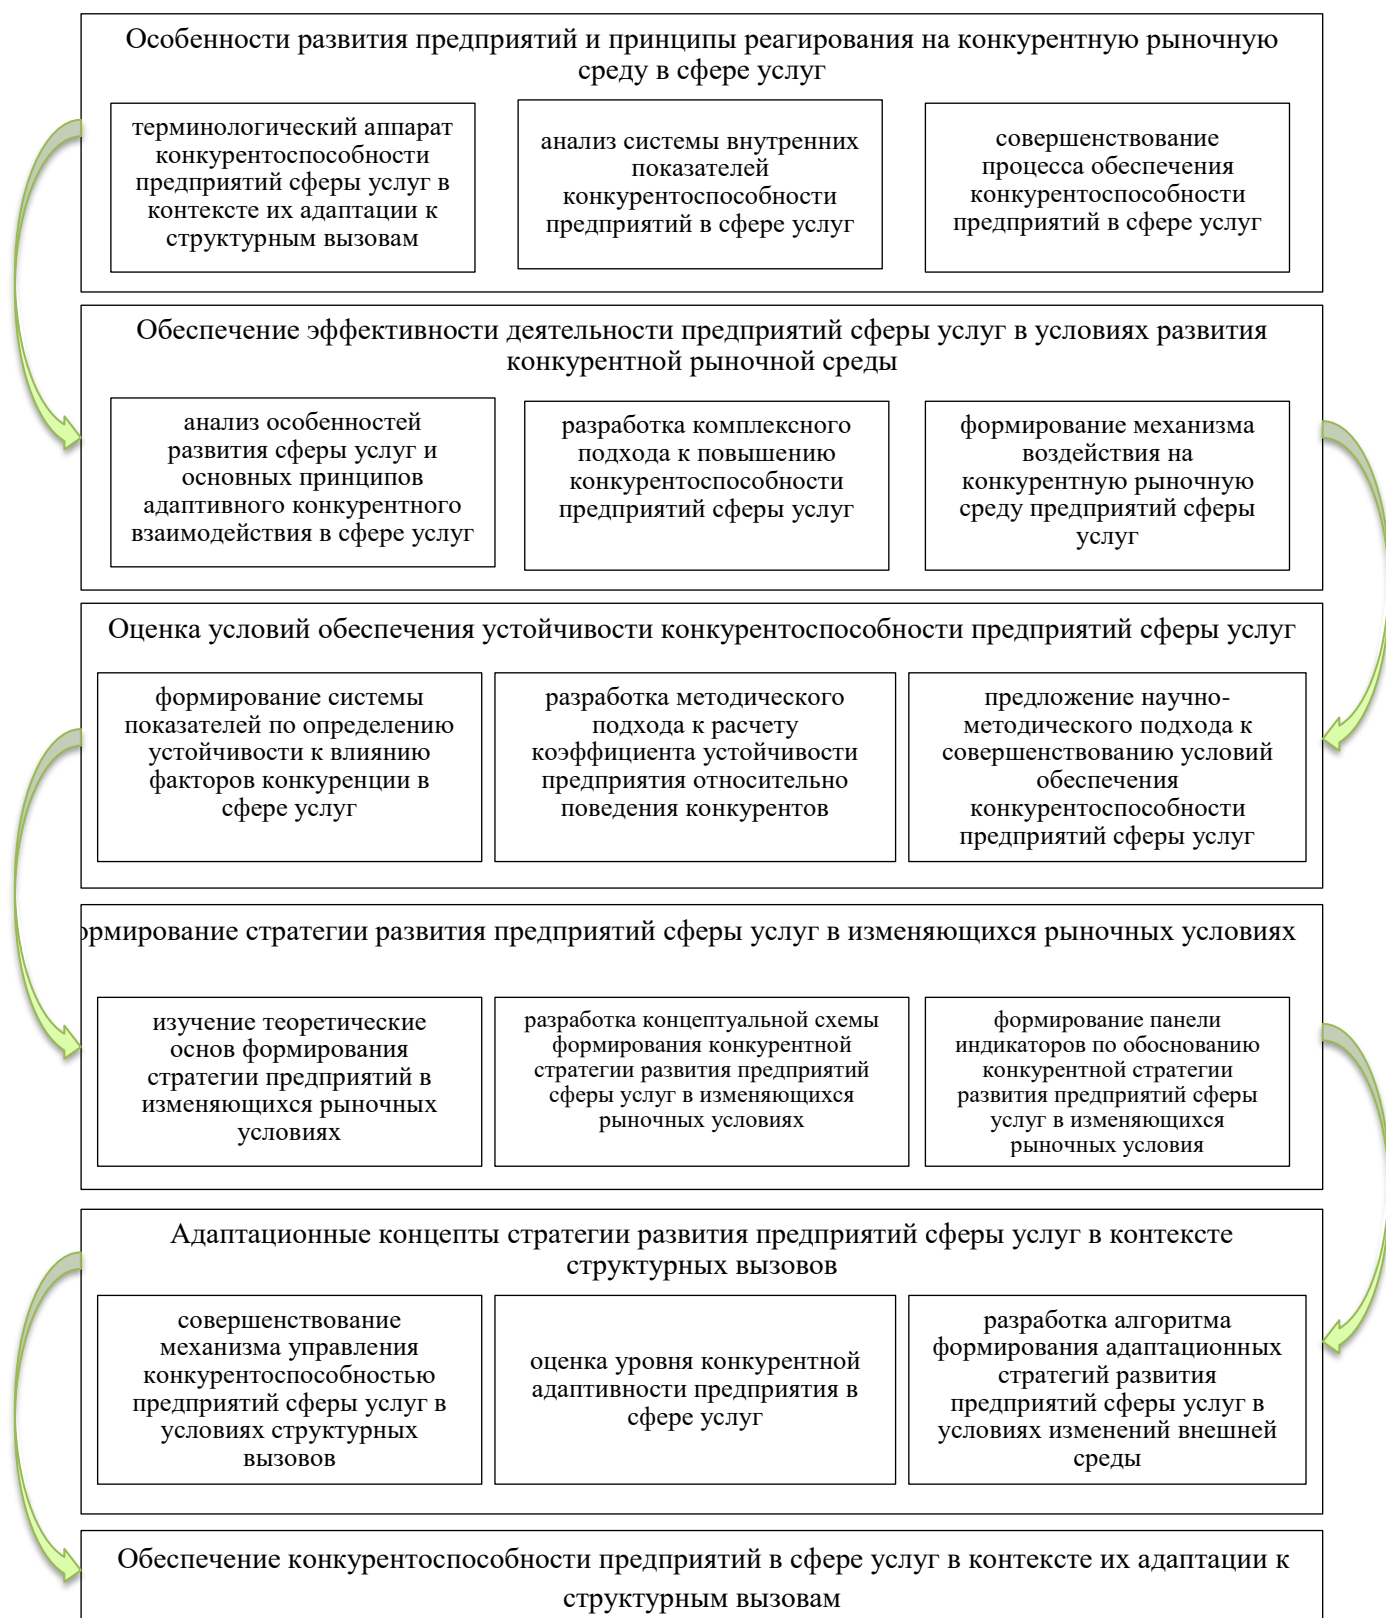 Особенности развития предприятий и принципы реагирования на конкурентную рыночную
среду в сфере услуг
терминологический аппарат
конкурентоспособности
предприятий сферы услуг в
контексте их адаптации к
структурным вызовам
анализ системы внутренних
показателей
конкурентоспособности
предприятий в сфере услуг
совершенствование
процесса обеспечения
конкурентоспособности
предприятий в сфере услуг
Обеспечение эффективности деятельности предприятий сферы услуг в условиях развития
конкурентной рыночной среды
анализ особенностей
развития сферы услуг и
основных принципов
адаптивного конкурентного
взаимодействия в сфере услуг
разработка комплексного
подхода к повышению
конкурентоспособности
предприятий сферы услуг
формирование механизма
воздействия на
конкурентную рыночную
среду предприятий сферы
услуг
Оценка условий обеспечения устойчивости конкурентоспособности предприятий сферы услуг
формирование системы
показателей по определению
устойчивости к влиянию
факторов конкуренции в
сфере услуг
разработка методического
подхода к расчету
коэффициента устойчивости
предприятия относительно
поведения конкурентов
предложение научно-
методического подхода к
совершенствованию условий
обеспечения
конкурентоспособности
предприятий сферы услуг
ормирование стратегии развития предприятий сферы услуг в изменяющихся рыночных условиях
изучение теоретические
основ формирования
стратегии предприятий в
изменяющихся рыночных
условиях
разработка концептуальной схемы
формирования конкурентной
стратегии развития предприятий
сферы услуг в изменяющихся
рыночных условиях
формирование панели
индикаторов по обоснованию
конкурентной стратегии
развития предприятий сферы
услуг в изменяющихся
рыночных условия
Адаптационные концепты стратегии развития предприятий сферы услуг в контексте
структурных вызовов
совершенствование
механизма управления
конкурентоспособностью
предприятий сферы услуг в
условиях структурных
вызовов
оценка уровня конкурентной
адаптивности предприятия в
сфере услуг
разработка алгоритма
формирования адаптационных
стратегий развития
предприятий сферы услуг в
условиях изменений внешней
среды
Обеспечение конкурентоспособности предприятий в сфере услуг в контексте их адаптации к
структурным вызовам